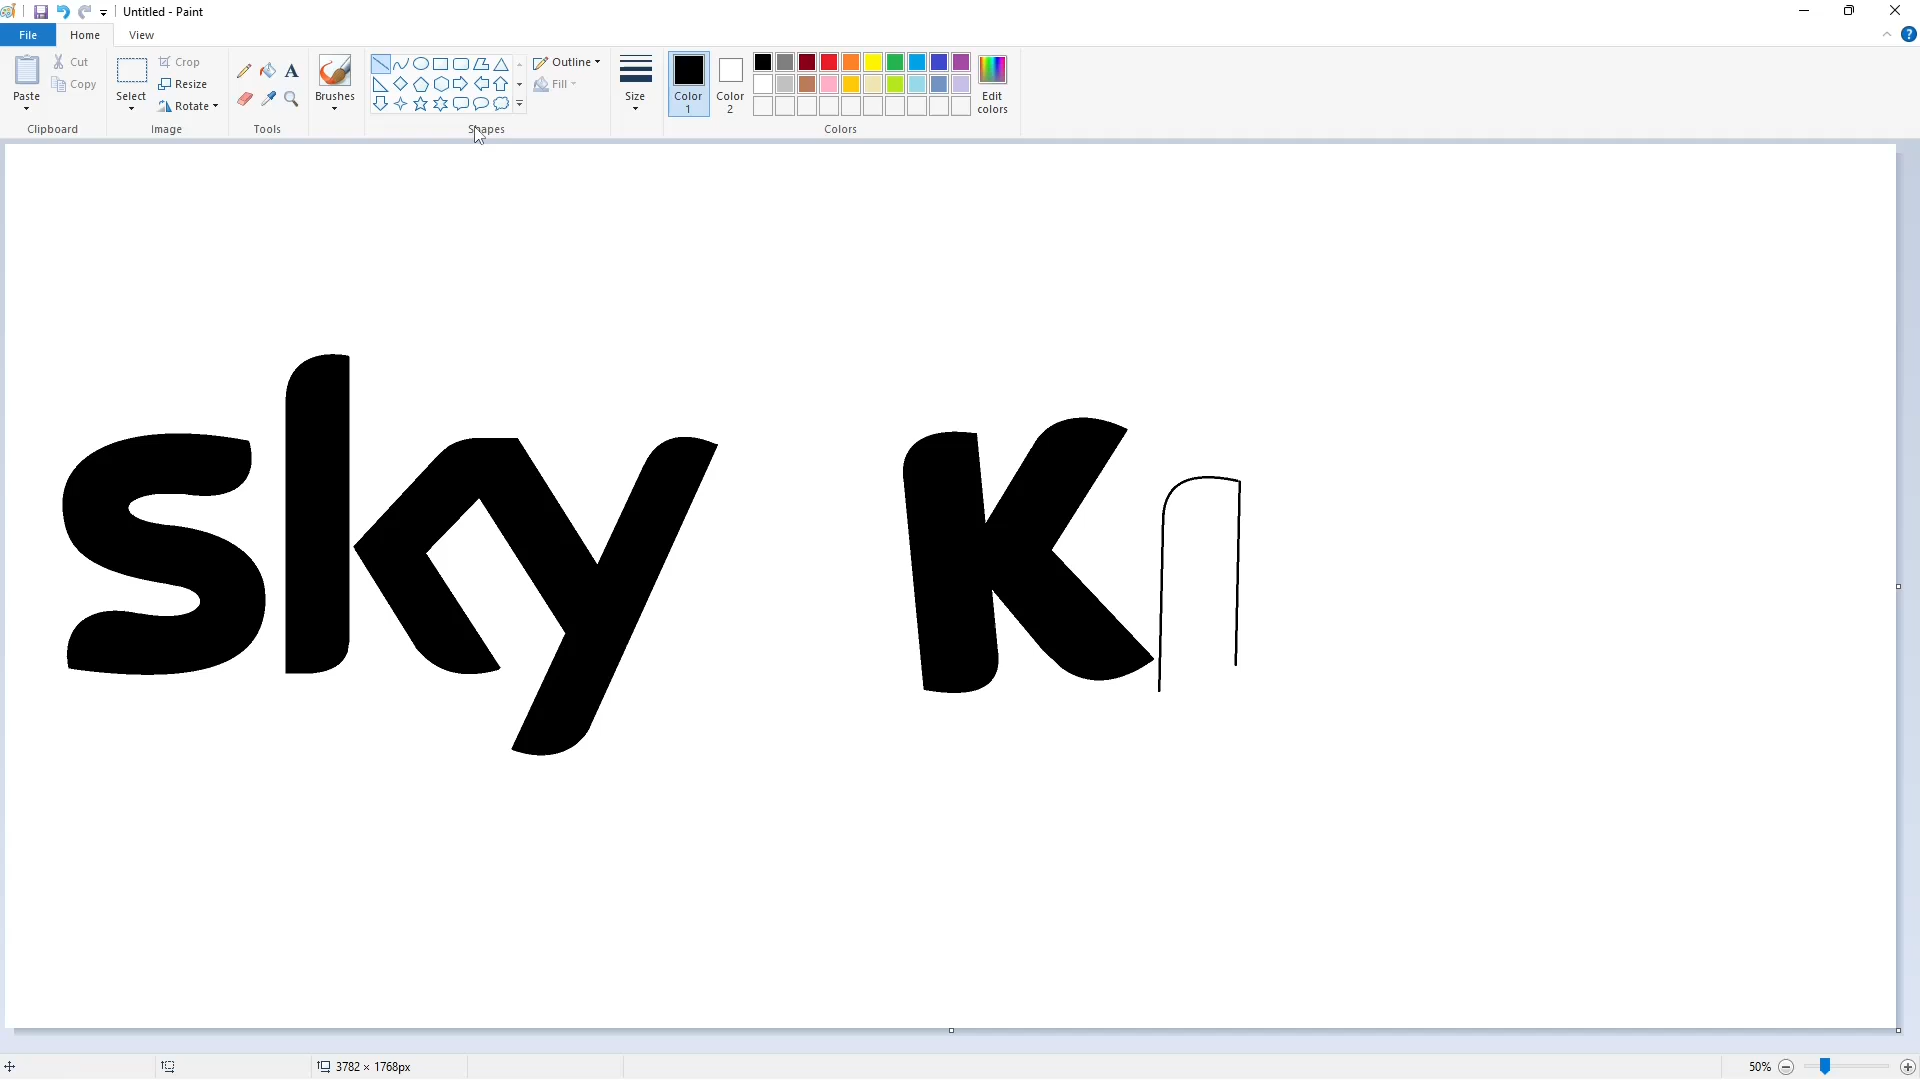 Untitled - Paint
File Home View
Paste
Cut
Copy
Clipboard
Select
Crop
Resize
Rotate
Image
A
Tools
Brushes
Outline
Fill
Shapes
Size
Color 1
Color 2
Edit colors
Colors
sky K
3782 × 1768px
50%